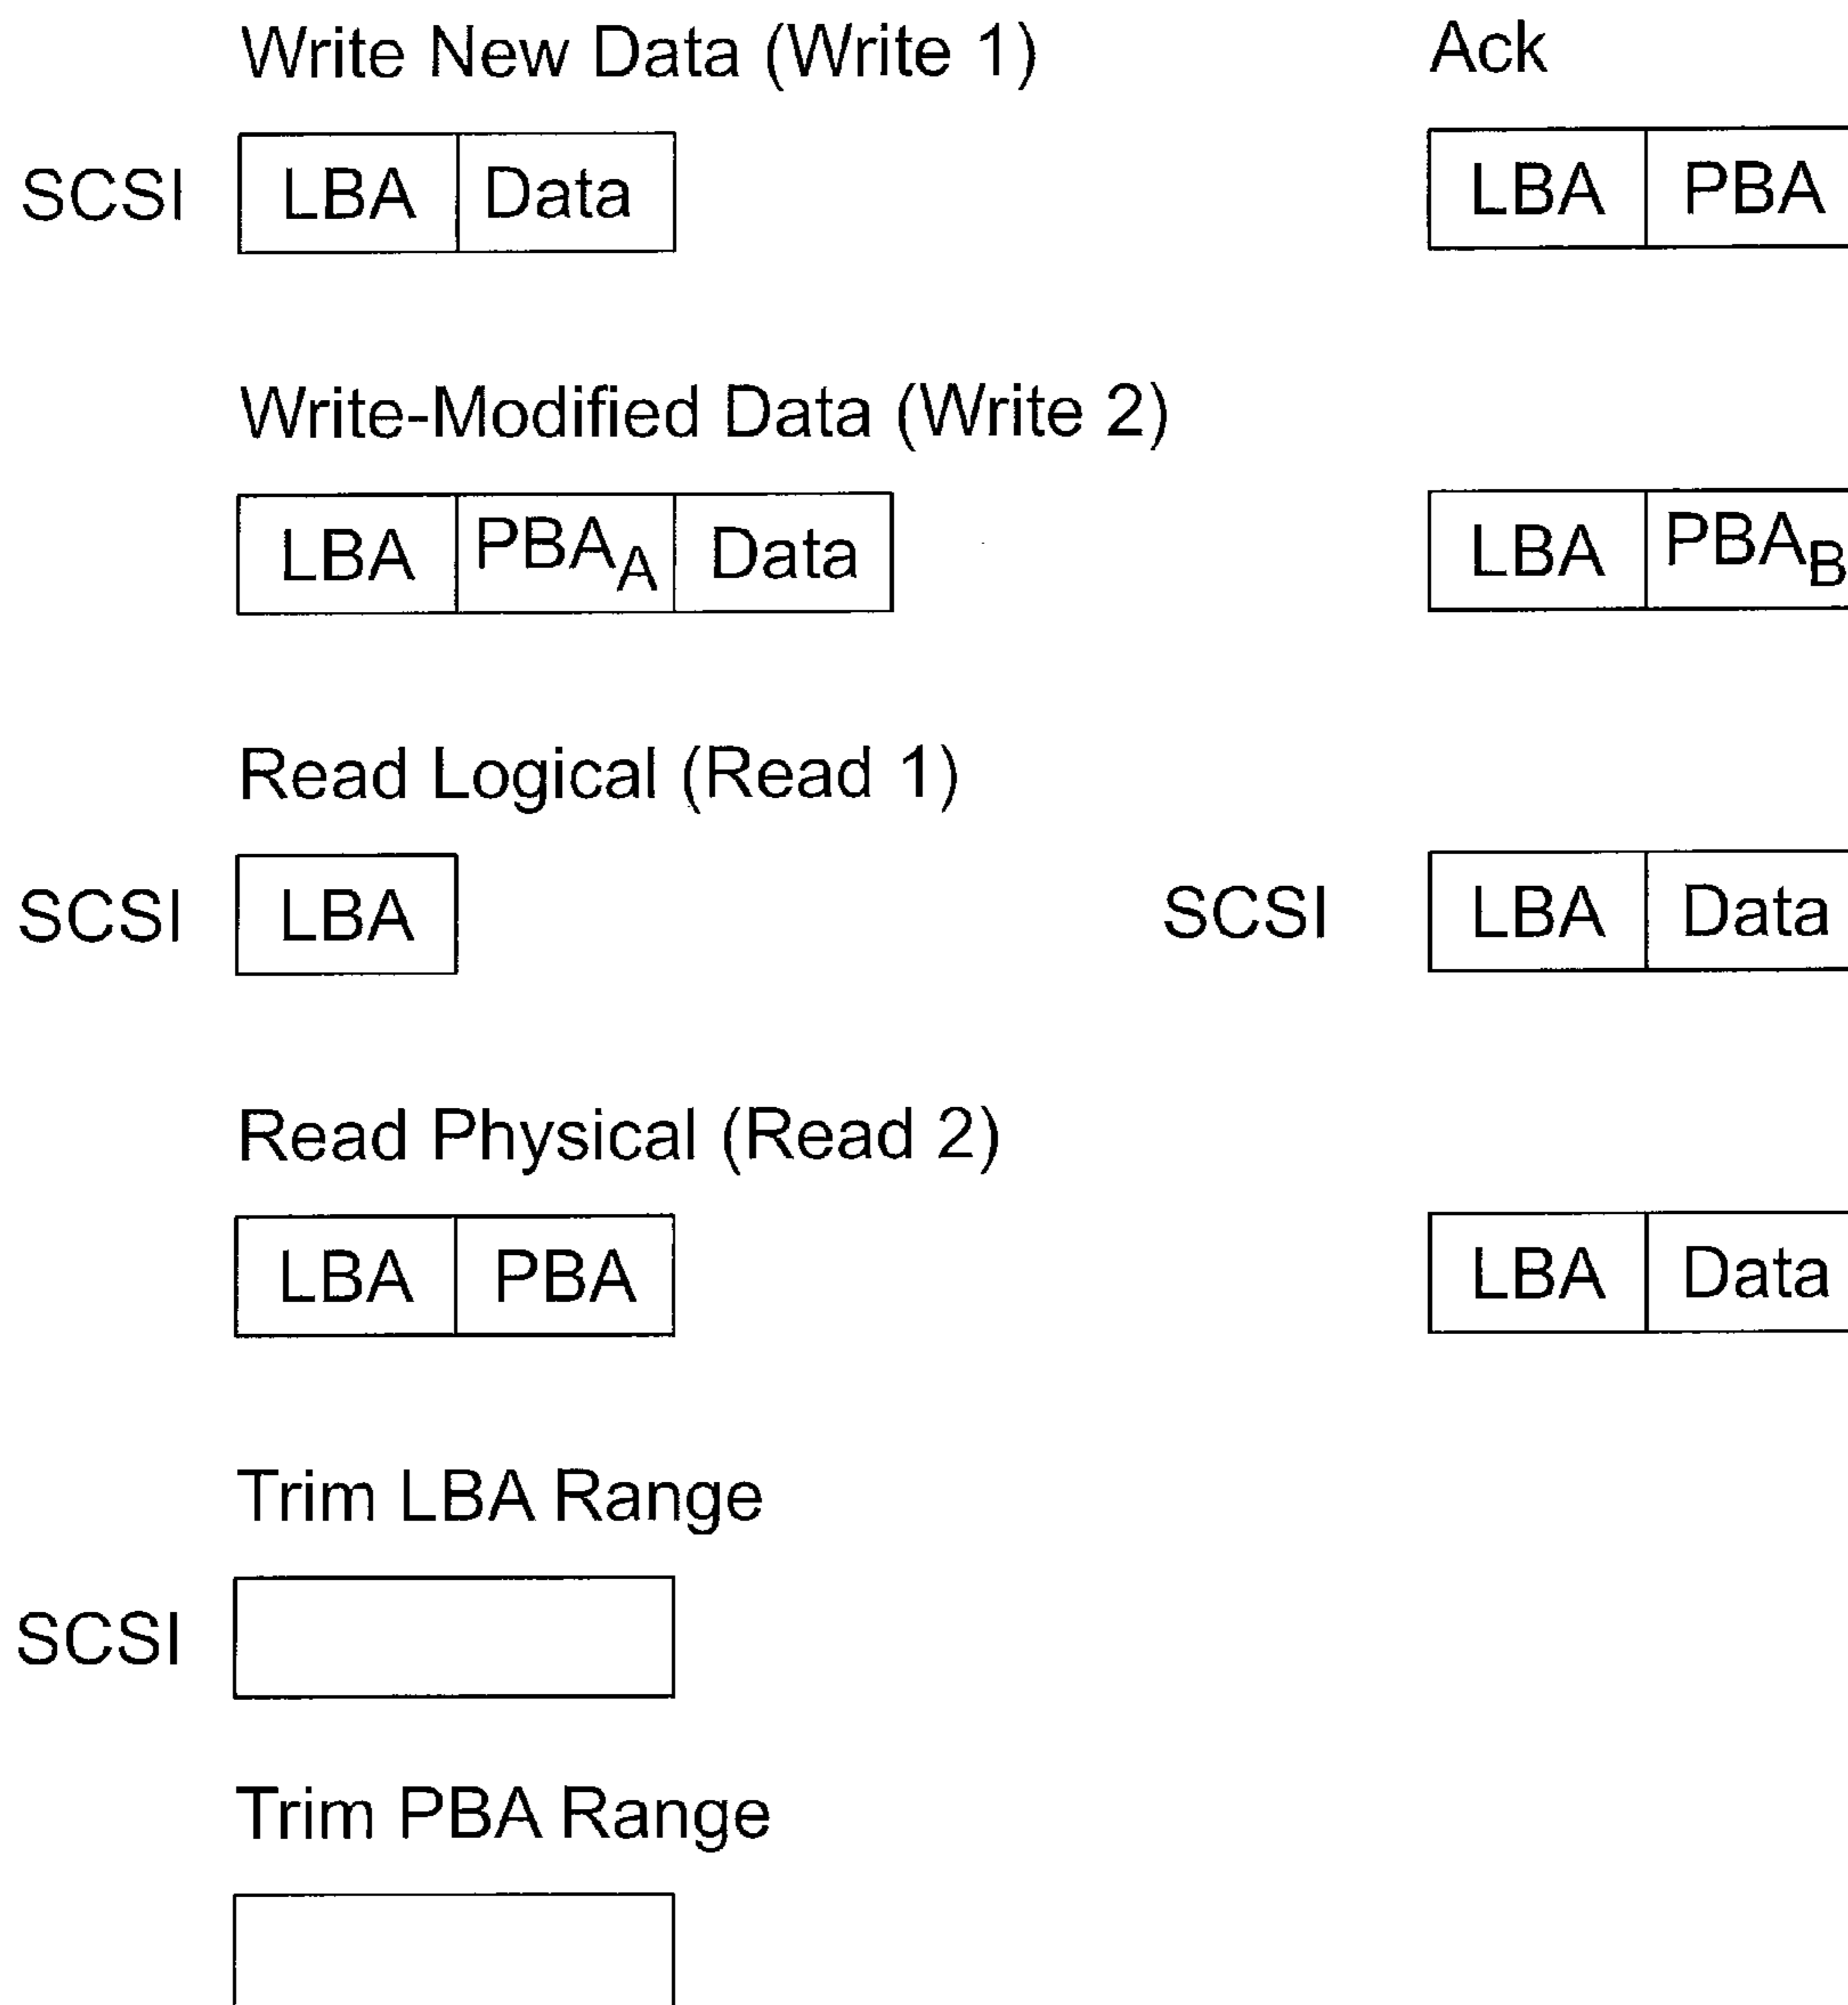 Write New Data (Write 1) Ack
SCSI LBA Data LBA PBA
Write-Modified Data (Write 2)
LBA PBA_A Data LBA PBA_B
Read Logical (Read 1)
SCSI LBA SCSI LBA Data
Read Physical (Read 2)
LBA PBA LBA Data
Trim LBA Range
SCSI
Trim PBA Range